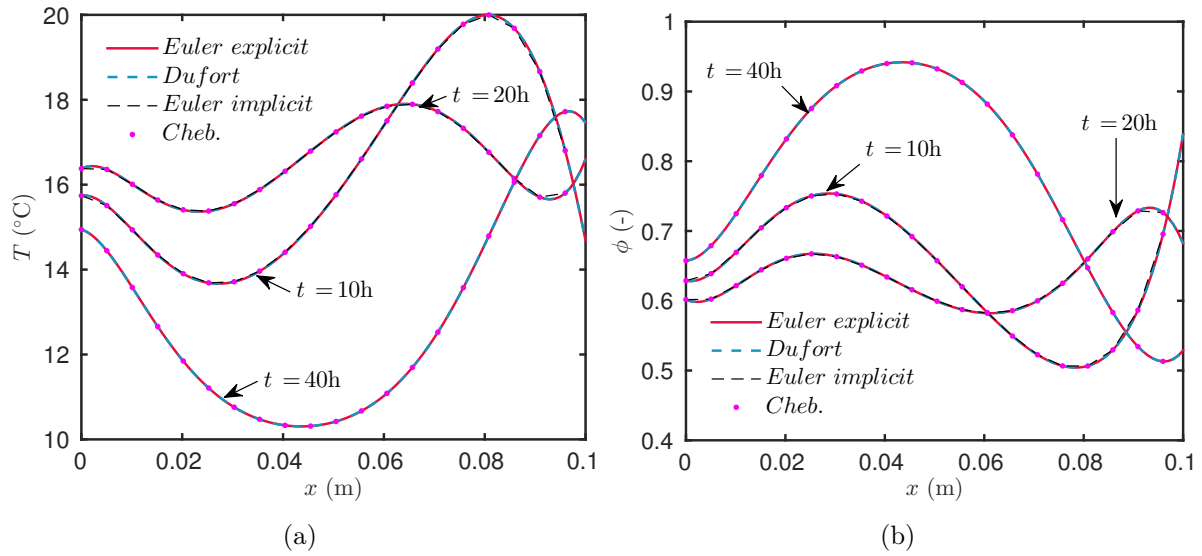 20
18
16
14
12
10
T (°C)
Euler explicit
Dufort
Euler implicit
Cheb.
t = 20h
t = 10h
t = 40h
0
0.02
0.04
0.06
0.08
0.1
x (m)
(a)
1
0.9
0.8
0.7
0.6
0.5
0.4
ϕ (-)
t = 40h
t = 20h
t = 10h
Euler explicit
Dufort
Euler implicit
Cheb.
0
0.02
0.04
0.06
0.08
0.1
x (m)
(b)